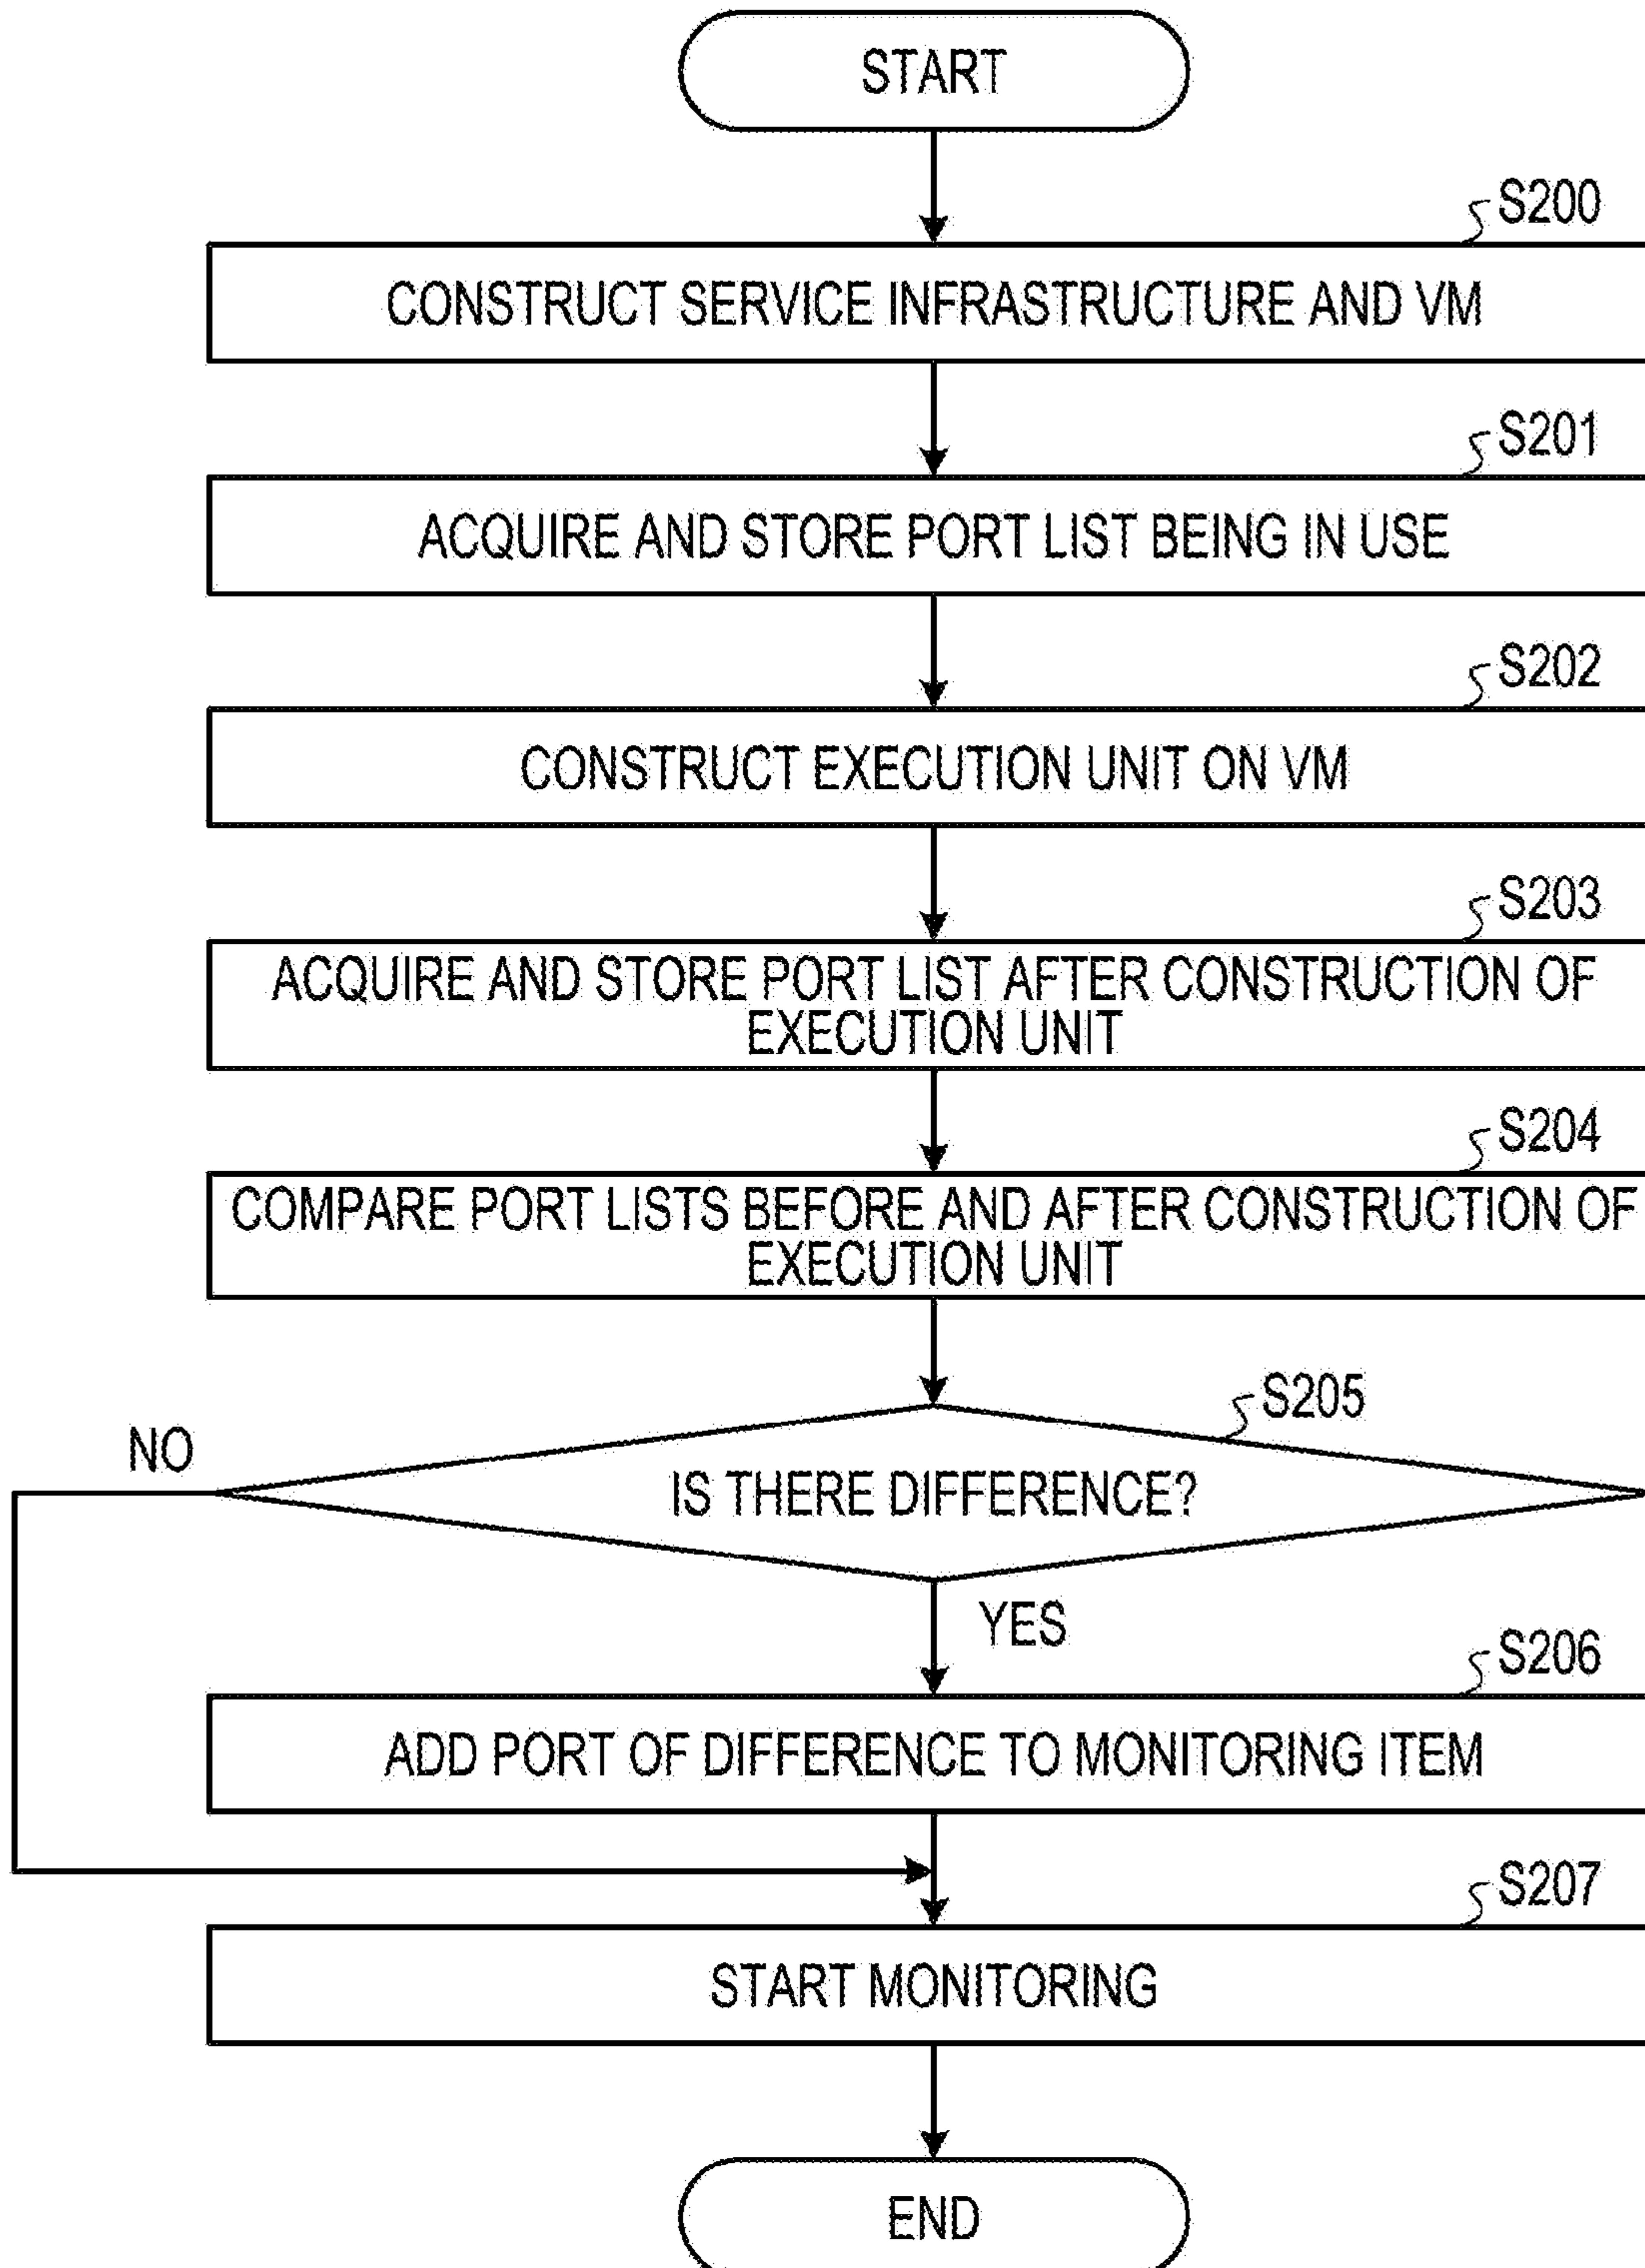 START
S200
CONSTRUCT SERVICE INFRASTRUCTURE AND VM
S201
ACQUIRE AND STORE PORT LIST BEING IN USE
S202
CONSTRUCT EXECUTION UNIT ON VM
S203
ACQUIRE AND STORE PORT LIST AFTER CONSTRUCTION OF
EXECUTION UNIT
S204
COMPARE PORT LISTS BEFORE AND AFTER CONSTRUCTION OF
EXECUTION UNIT
S205
NO
IS THERE DIFFERENCE?
YES
S206
ADD PORT OF DIFFERENCE TO MONITORING ITEM
S207
START MONITORING
END